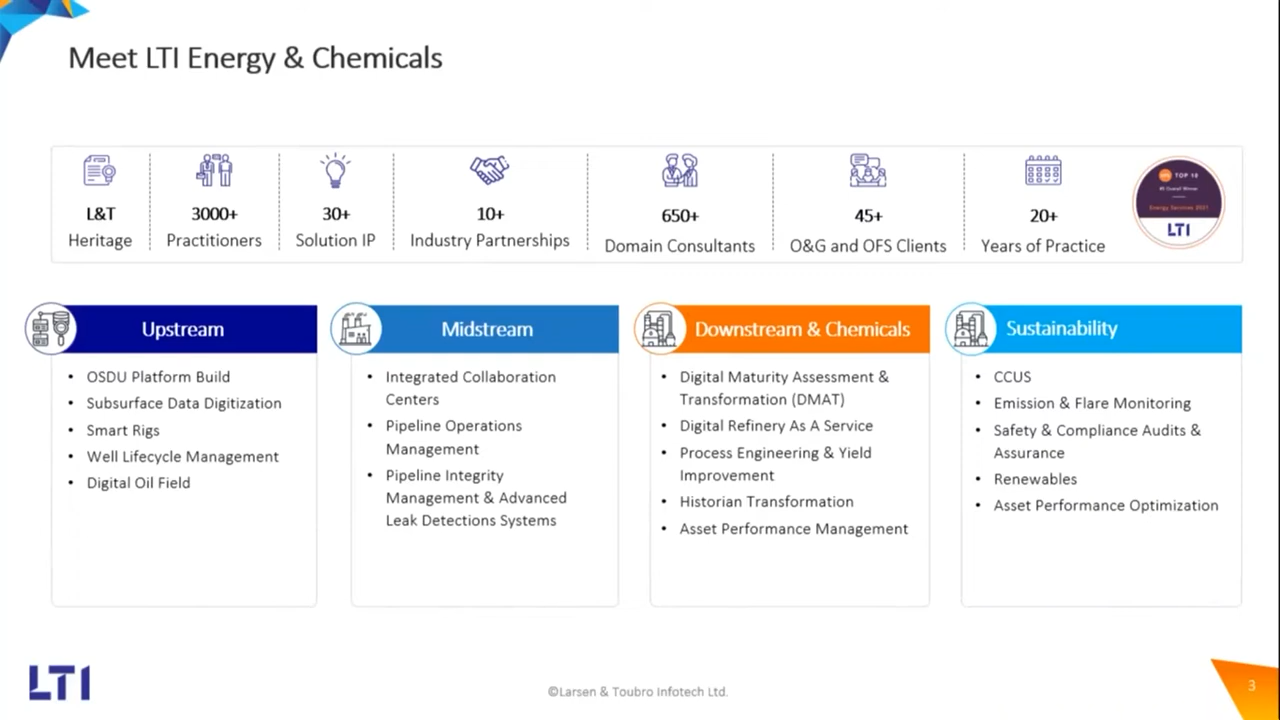 Meet LTI Energy & Chemicals
L&T
Heritage
3000+
Practitioners
30+
Solution IP
10+
Industry Partnerships
650+
Domain Consultants
45+
O&G and OFS Clients
20+
Years of Practice
TOP 10
Energy Services 2021
LTI
Upstream
• OSDU Platform Build
• Subsurface Data Digitization
• Smart Rigs
• Well Lifecycle Management
• Digital Oil Field
Midstream
• Integrated Collaboration
Centers
• Pipeline Operations
Management
• Pipeline Integrity
Management & Advanced
Leak Detections Systems
Downstream & Chemicals
• Digital Maturity Assessment &
Transformation (DMAT)
• Digital Refinery As A Service
• Process Engineering & Yield
Improvement
• Historian Transformation
• Asset Performance Management
Sustainability
• CCUS
• Emission & Flare Monitoring
• Safety & Compliance Audits &
Assurance
• Renewables
• Asset Performance Optimization
LTI
©Larsen & Toubro Infotech Ltd.
3